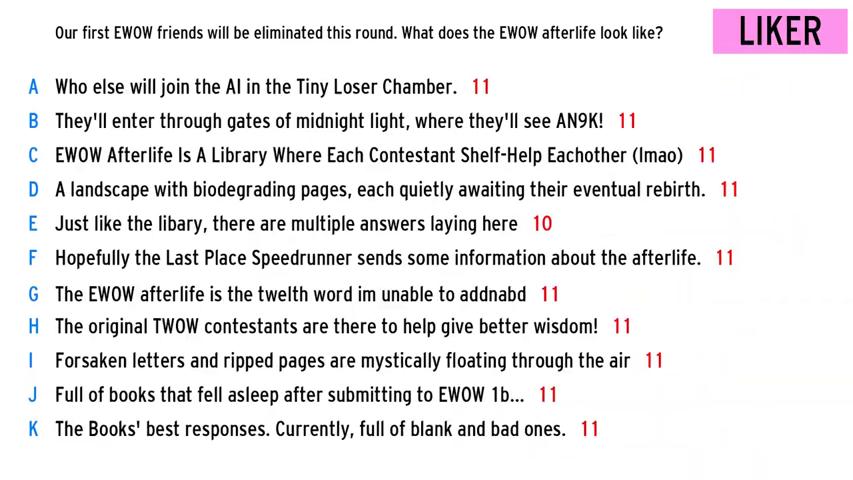 Our first EWOW friends will be eliminated this round. What does the EWOW afterlife look like?
LIKER
A Who else will join the AI in the Tiny Loser Chamber. 11
B They'll enter through gates of midnight light, where they'll see AN9K! 11
C EWOW Afterlife Is A Library Where Each Contestant Shelf-Help Eachother (lmao) 11
D A landscape with biodegrading pages, each quietly awaiting their eventual rebirth. 11
E Just like the libary, there are multiple answers laying here 10
F Hopefully the Last Place Speedrunner sends some information about the afterlife. 11
G The EWOW afterlife is the twelth word im unable to addnabd 11
H The original TWOW contestants are there to help give better wisdom! 11
I Forsaken letters and ripped pages are mystically floating through the air 11
J Full of books that fell asleep after submitting to EWOW 1b... 11
K The Books' best responses. Currently, full of blank and bad ones. 11